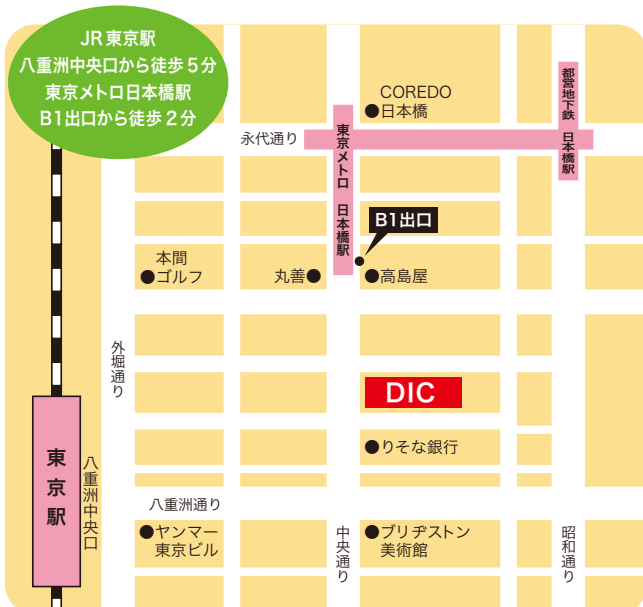 JR東京駅
八重洲中央口から徒歩5分
東京メトロ日本橋駅
B1出口から徒歩2分
COREDO
●日本橋
都営地下鉄 日本橋駅
永代通り
東京メトロ 日本橋駅
B1出口
本間
●ゴルフ
丸善●
●高島屋
外堀通り
DIC
●りそな銀行
東京駅
八重洲中央口
八重洲通り
●ヤンマー
東京ビル
中央通り
●ブリヂストン
美術館
昭和通り